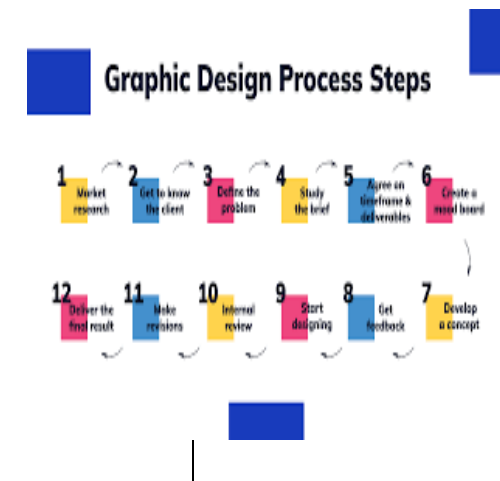 Graphic Design Process Steps
1
Market
research
2
Get to know
the client
3
Define the
problem
4
Study
the brief
5
Agree on
timeframe &
deliverables
6
Create a
mood board
7
Develop
a concept
8
Get
feedback
9
Start
designing
10
Internal
review
11
Make
revisions
12
Deliver the
final result